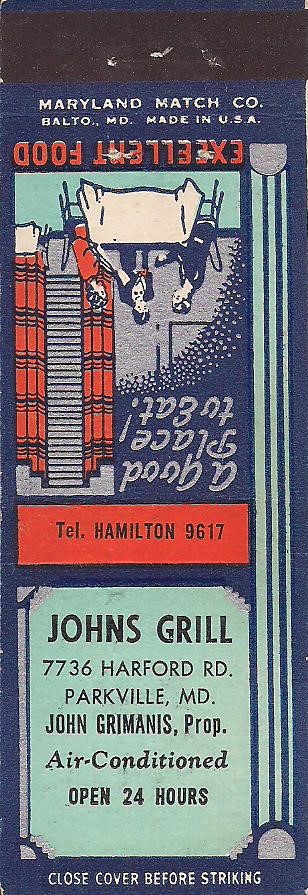 MARYLAND MATCH CO.
BALTO., MD. MADE IN U.S.A.
EXCELLENT FOOD
a good
Place
to Eat!
Tel. HAMILTON 9617
JOHNS GRILL
7736 HARFORD RD.
PARKVILLE, MD.
JOHN GRIMANIS, Prop.
Air-Conditioned
OPEN 24 HOURS
CLOSE COVER BEFORE STRIKING